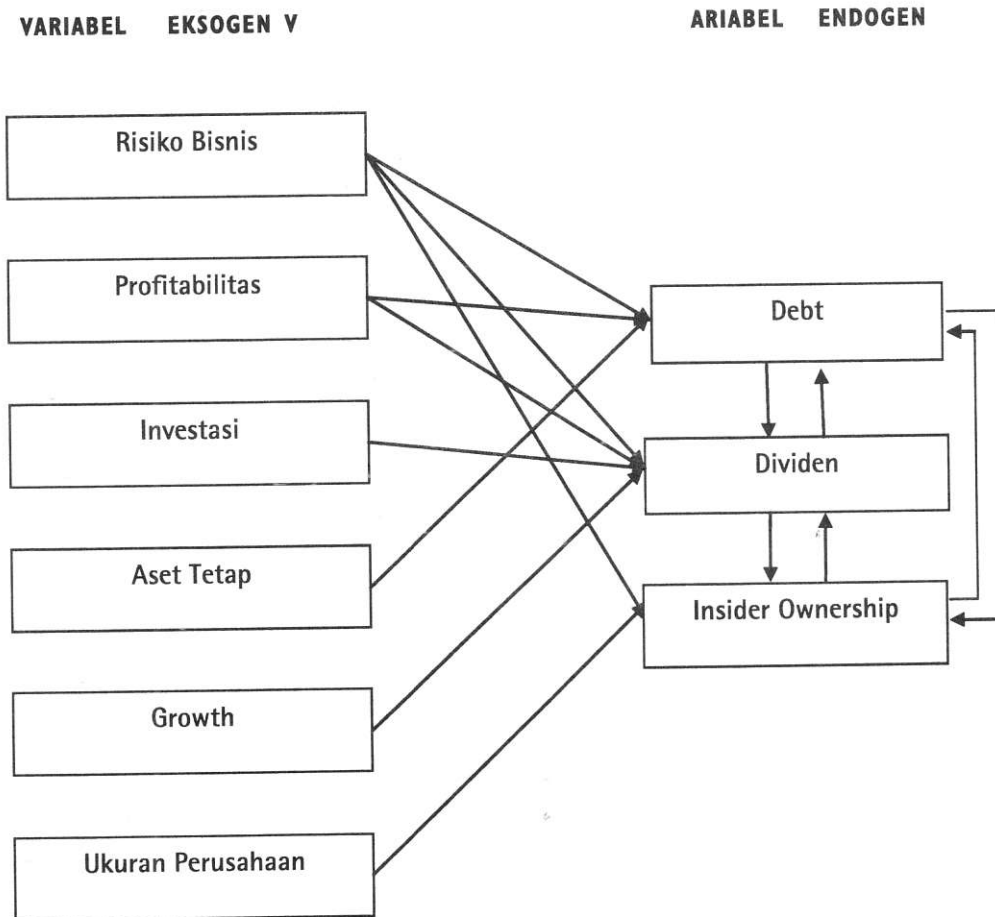 VARIABEL EKSOGEN V
ARIABEL ENDOGEN
Risiko Bisnis
Profitabilitas
Investasi
Aset Tetap
Growth
Ukuran Perusahaan
Debt
Dividen
Insider Ownership